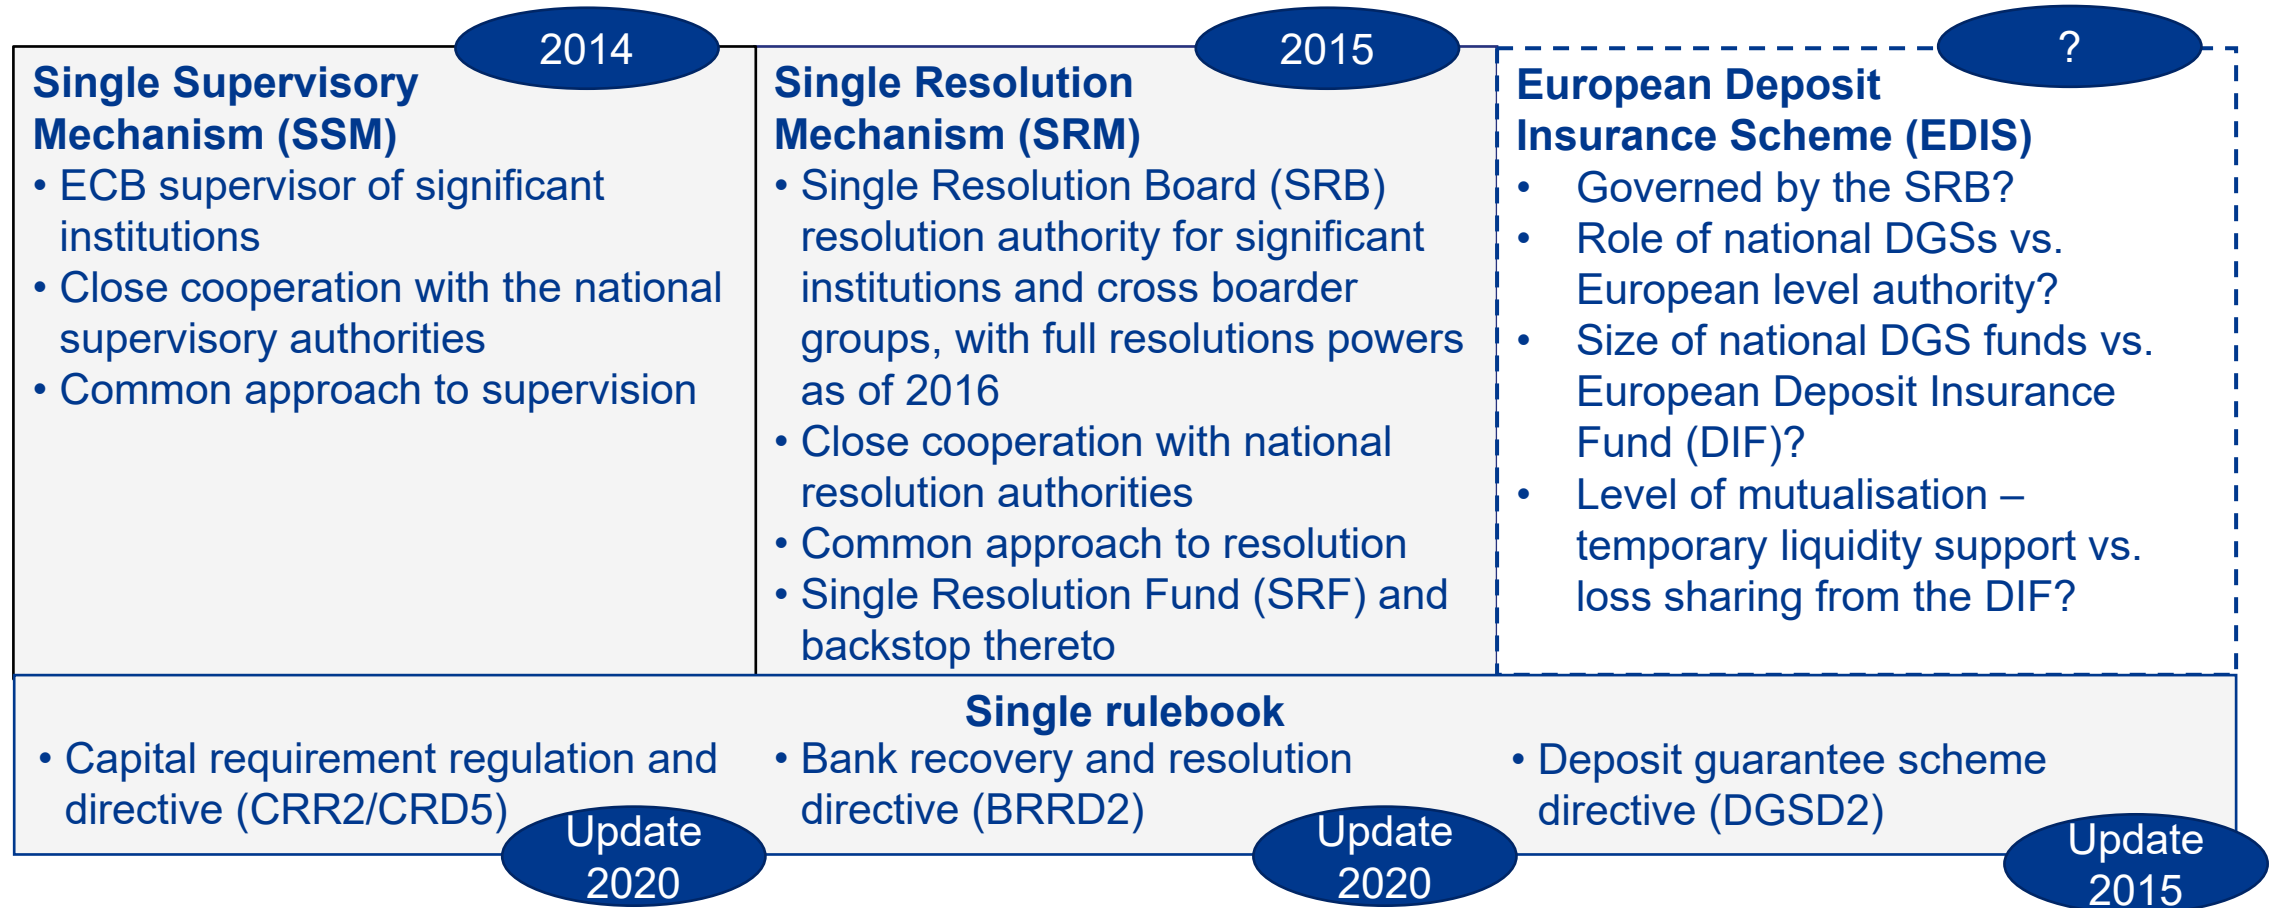 2014
Single Supervisory
Mechanism (SSM)
• ECB supervisor of significant
institutions
• Close cooperation with the national
supervisory authorities
• Common approach to supervision
2015
Single Resolution
Mechanism (SRM)
• Single Resolution Board (SRB)
resolution authority for significant
institutions and cross boarder
groups, with full resolutions powers
as of 2016
• Close cooperation with national
resolution authorities
• Common approach to resolution
• Single Resolution Fund (SRF) and
backstop thereto
?
European Deposit
Insurance Scheme (EDIS)
• Governed by the SRB?
• Role of national DGSs vs.
European level authority?
• Size of national DGS funds vs.
European Deposit Insurance
Fund (DIF)?
• Level of mutualisation –
temporary liquidity support vs.
loss sharing from the DIF?
Single rulebook
• Capital requirement regulation and
directive (CRR2/CRD5)
Update
2020
• Bank recovery and resolution
directive (BRRD2)
Update
2020
• Deposit guarantee scheme
directive (DGSD2)
Update
2015